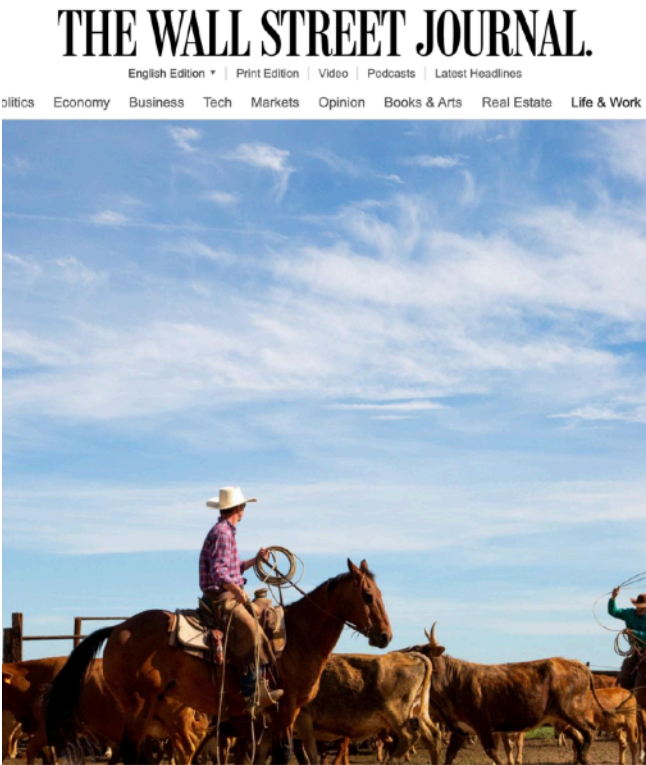 THE WALL STREET JOURNAL.
English Edition ▼ | Print Edition | Video | Podcasts | Latest Headlines
olitics Economy Business Tech Markets Opinion Books & Arts Real Estate Life & Work